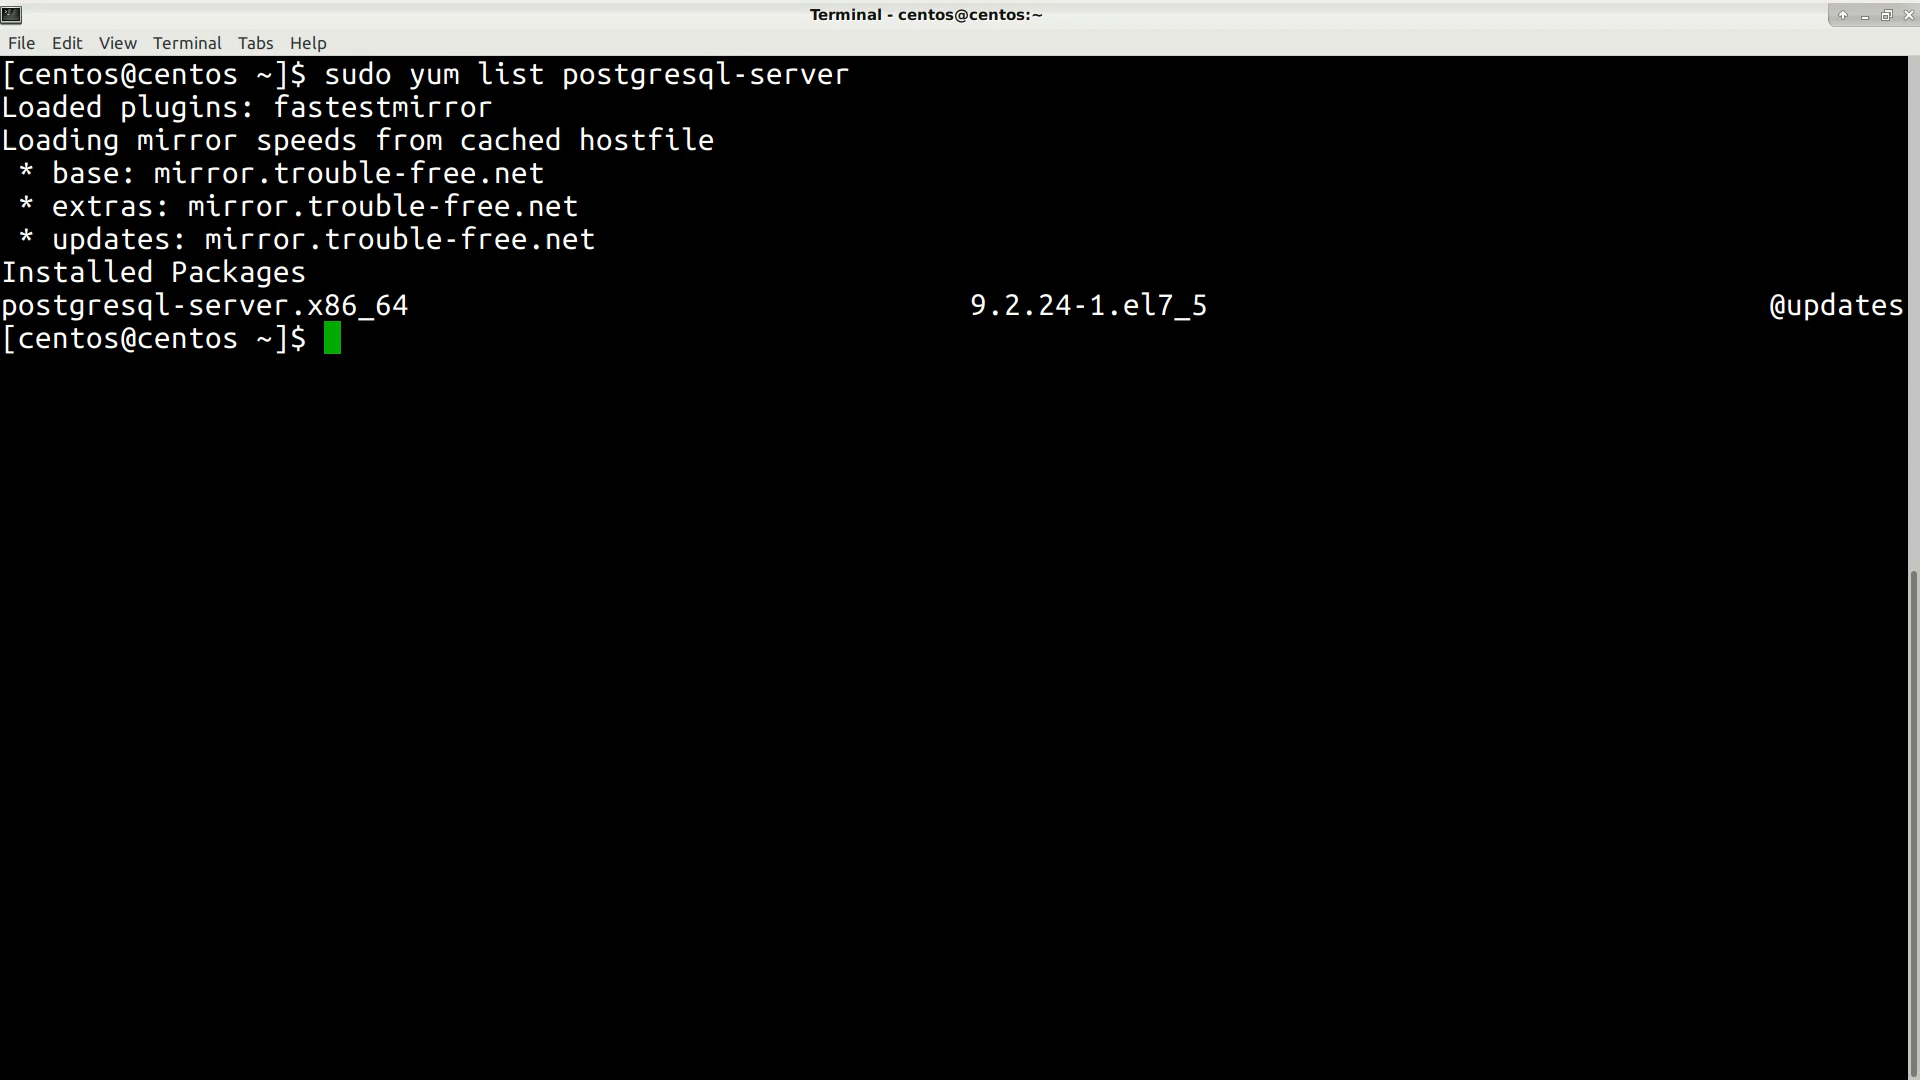 Terminal - centos@centos:~
File Edit View Terminal Tabs Help
[centos@centos ~]$ sudo yum list postgresql-server
Loaded plugins: fastestmirror
Loading mirror speeds from cached hostfile
 * base: mirror.trouble-free.net
 * extras: mirror.trouble-free.net
 * updates: mirror.trouble-free.net
Installed Packages
postgresql-server.x86_64 9.2.24-1.el7_5 @updates
[centos@centos ~]$